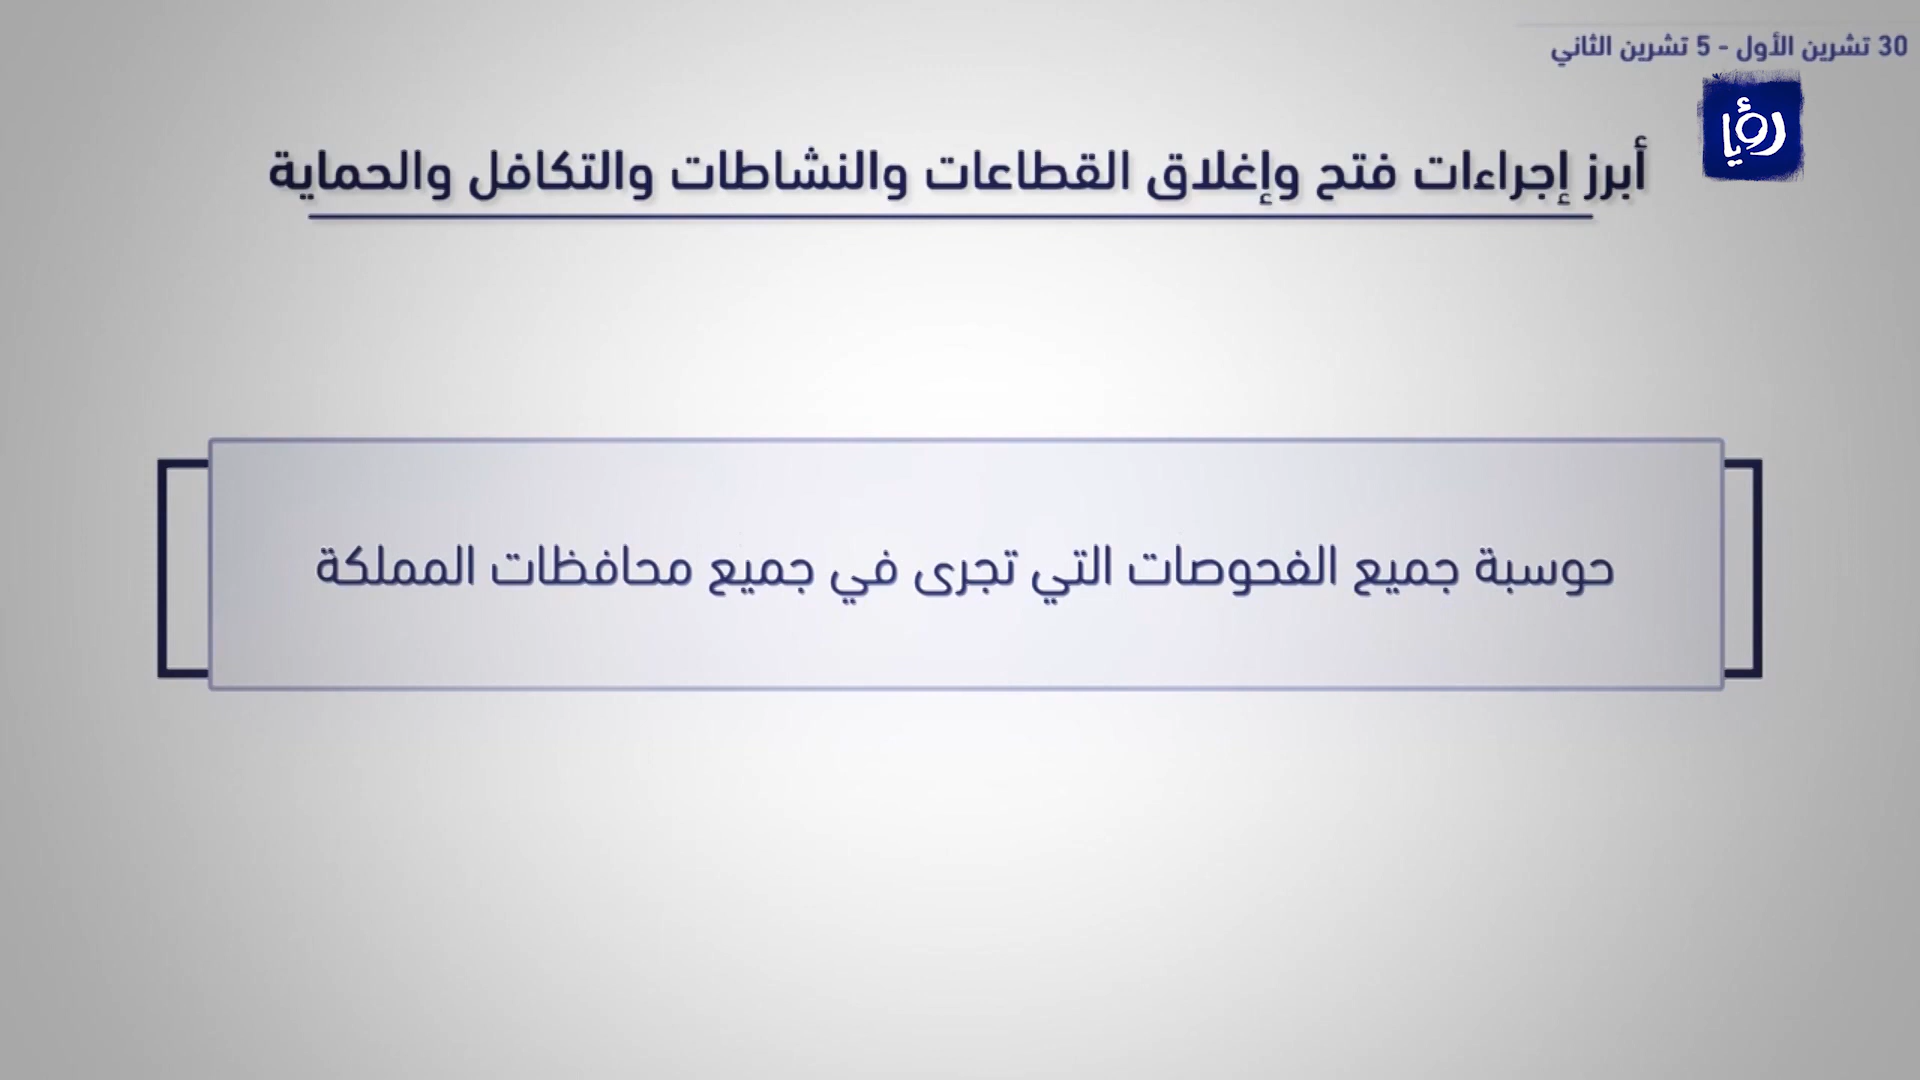 30 تشرين الأول - 5 تشرين الثاني
رؤيا
أبرز إجراءات فتح وإغلاق القطاعات والنشاطات والتكافل والحماية
حوسبة جميع الفحوصات التي تجرى في جميع محافظات المملكة